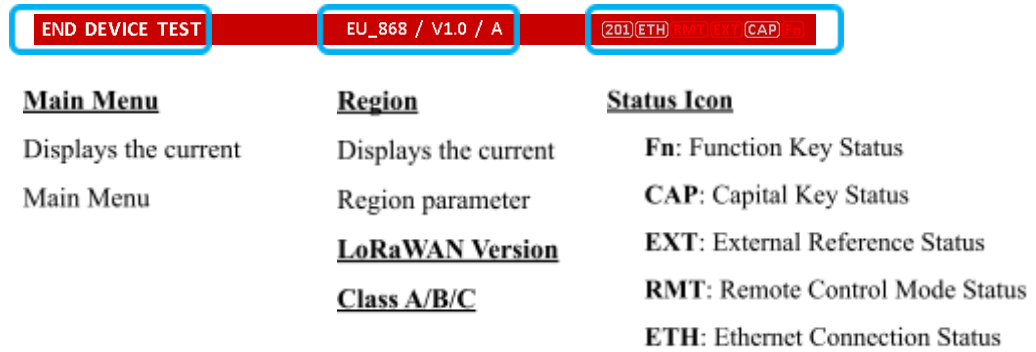 END DEVICE TEST
EU_868 / V1.0 / A
201 ETH RMT EXT CAP Fn
Main Menu
Displays the current
Main Menu
Region
Displays the current
Region parameter
LoRaWAN Version
Class A/B/C
Status Icon
Fn: Function Key Status
CAP: Capital Key Status
EXT: External Reference Status
RMT: Remote Control Mode Status
ETH: Ethernet Connection Status